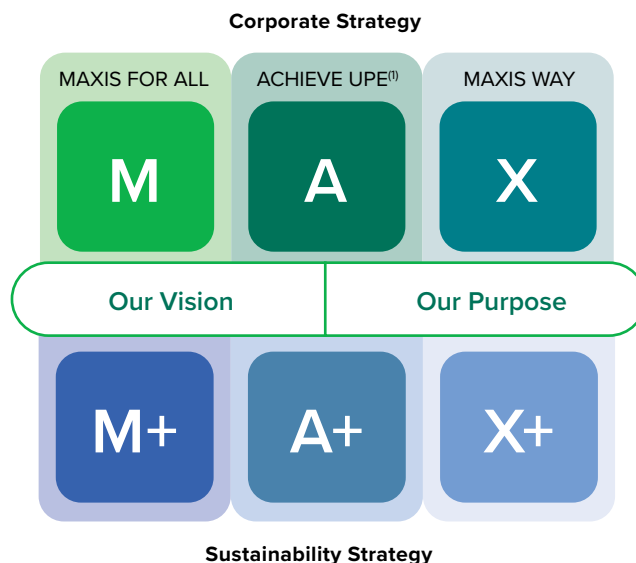 Corporate Strategy
MAXIS FOR ALL ACHIEVE UPE(1) MAXIS WAY
M A X
Our Vision Our Purpose
M+ A+ X+
Sustainability Strategy